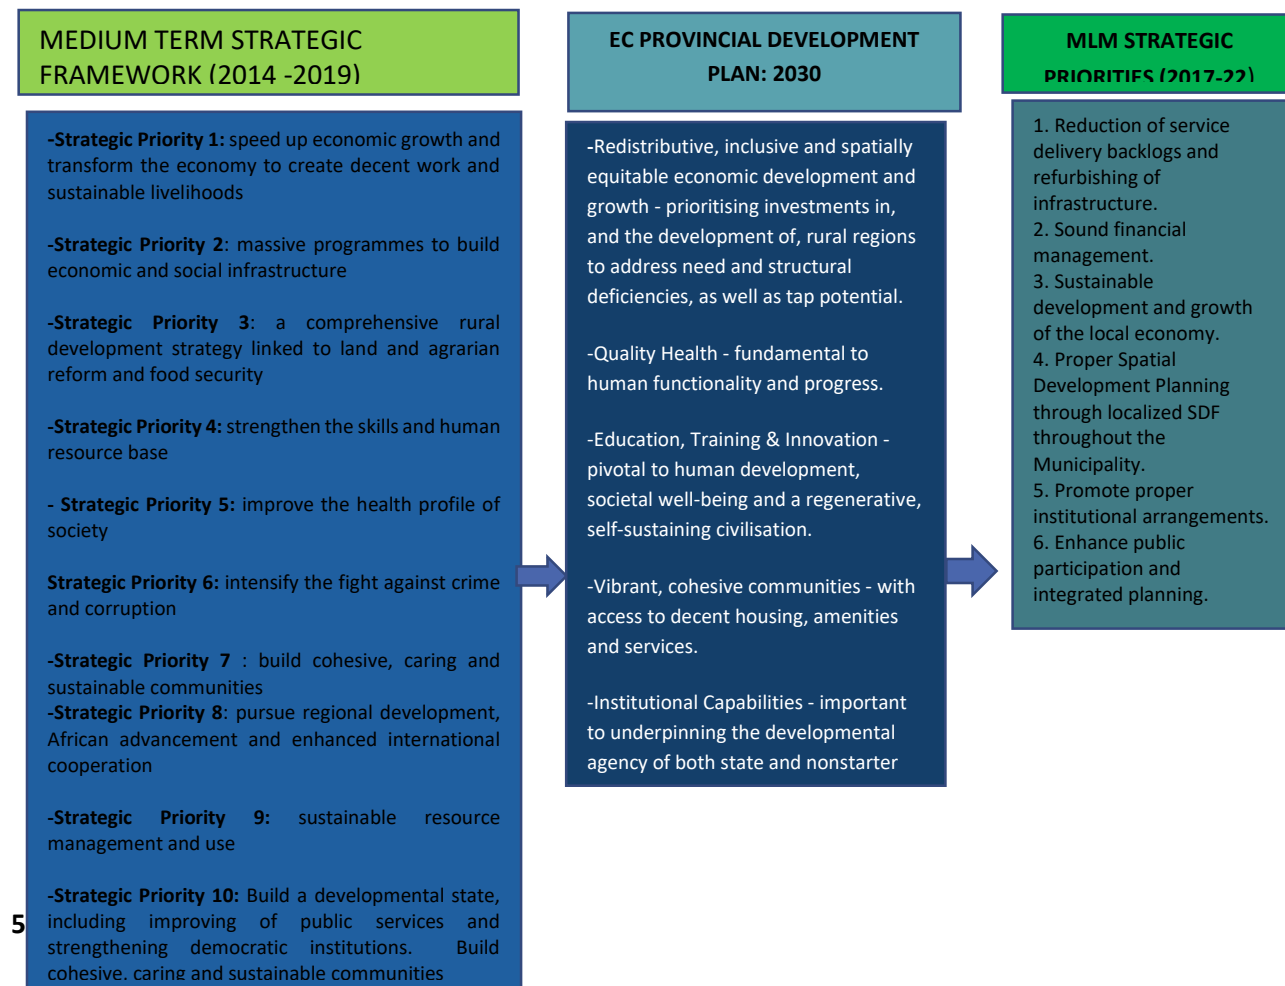 MEDIUM TERM STRATEGIC
FRAMEWORK (2014 -2019)
-Strategic Priority 1: speed up economic growth and
transform the economy to create decent work and
sustainable livelihoods
-Strategic Priority 2: massive programmes to build
economic and social infrastructure
-Strategic Priority 3: a comprehensive rural
development strategy linked to land and agrarian
reform and food security
-Strategic Priority 4: strengthen the skills and human
resource base
- Strategic Priority 5: improve the health profile of
society
Strategic Priority 6: intensify the fight against crime
and corruption
-Strategic Priority 7 : build cohesive, caring and
sustainable communities
-Strategic Priority 8: pursue regional development,
African advancement and enhanced international
cooperation
-Strategic Priority 9: sustainable resource
management and use
-Strategic Priority 10: Build a developmental state,
including improving of public services and
strengthening democratic institutions. Build
cohesive, caring and sustainable communities
5
EC PROVINCIAL DEVELOPMENT
PLAN: 2030
-Redistributive, inclusive and spatially
equitable economic development and
growth - prioritising investments in,
and the development of, rural regions
to address need and structural
deficiencies, as well as tap potential.
-Quality Health - fundamental to
human functionality and progress.
-Education, Training & Innovation -
pivotal to human development,
societal well-being and a regenerative,
self-sustaining civilisation.
-Vibrant, cohesive communities - with
access to decent housing, amenities
and services.
-Institutional Capabilities - important
to underpinning the developmental
agency of both state and nonstarter
MLM STRATEGIC
PRIORITIES (2017-22)
1. Reduction of service
delivery backlogs and
refurbishing of
infrastructure.
2. Sound financial
management.
3. Sustainable
development and growth
of the local economy.
4. Proper Spatial
Development Planning
through localized SDF
throughout the
Municipality.
5. Promote proper
institutional arrangements.
6. Enhance public
participation and
integrated planning.